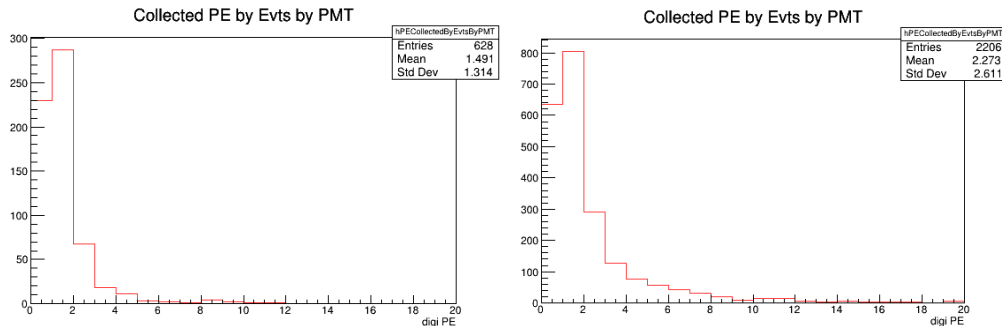 Collected PE by Evts by PMT
hPECollectedByEvtsByPMT
Entries 628
Mean 1.491
Std Dev 1.314
300
250
200
150
100
50
0
0 2 4 6 8 10 12 14 16 18 20
digi PE
Collected PE by Evts by PMT
hPECollectedByEvtsByPMT
Entries 2206
Mean 2.273
Std Dev 2.611
800
700
600
500
400
300
200
100
0
0 2 4 6 8 10 12 14 16 18 20
digi PE